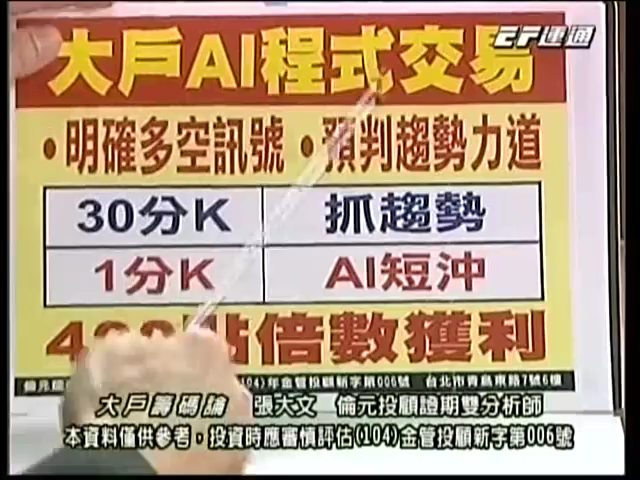 ET 運通
大戶AI程式交易
•明確多空訊號 •預判趨勢力道
30分K 抓趨勢
1分K AI短沖
點倍數獲利
(104)年金管投顧新字第006號 台北市青島東路7號6樓
大戶籌碼論 張大文 倫元投顧證期雙分析師
本資料僅供參考，投資時應審慎評估(104)金管投顧新字第006號